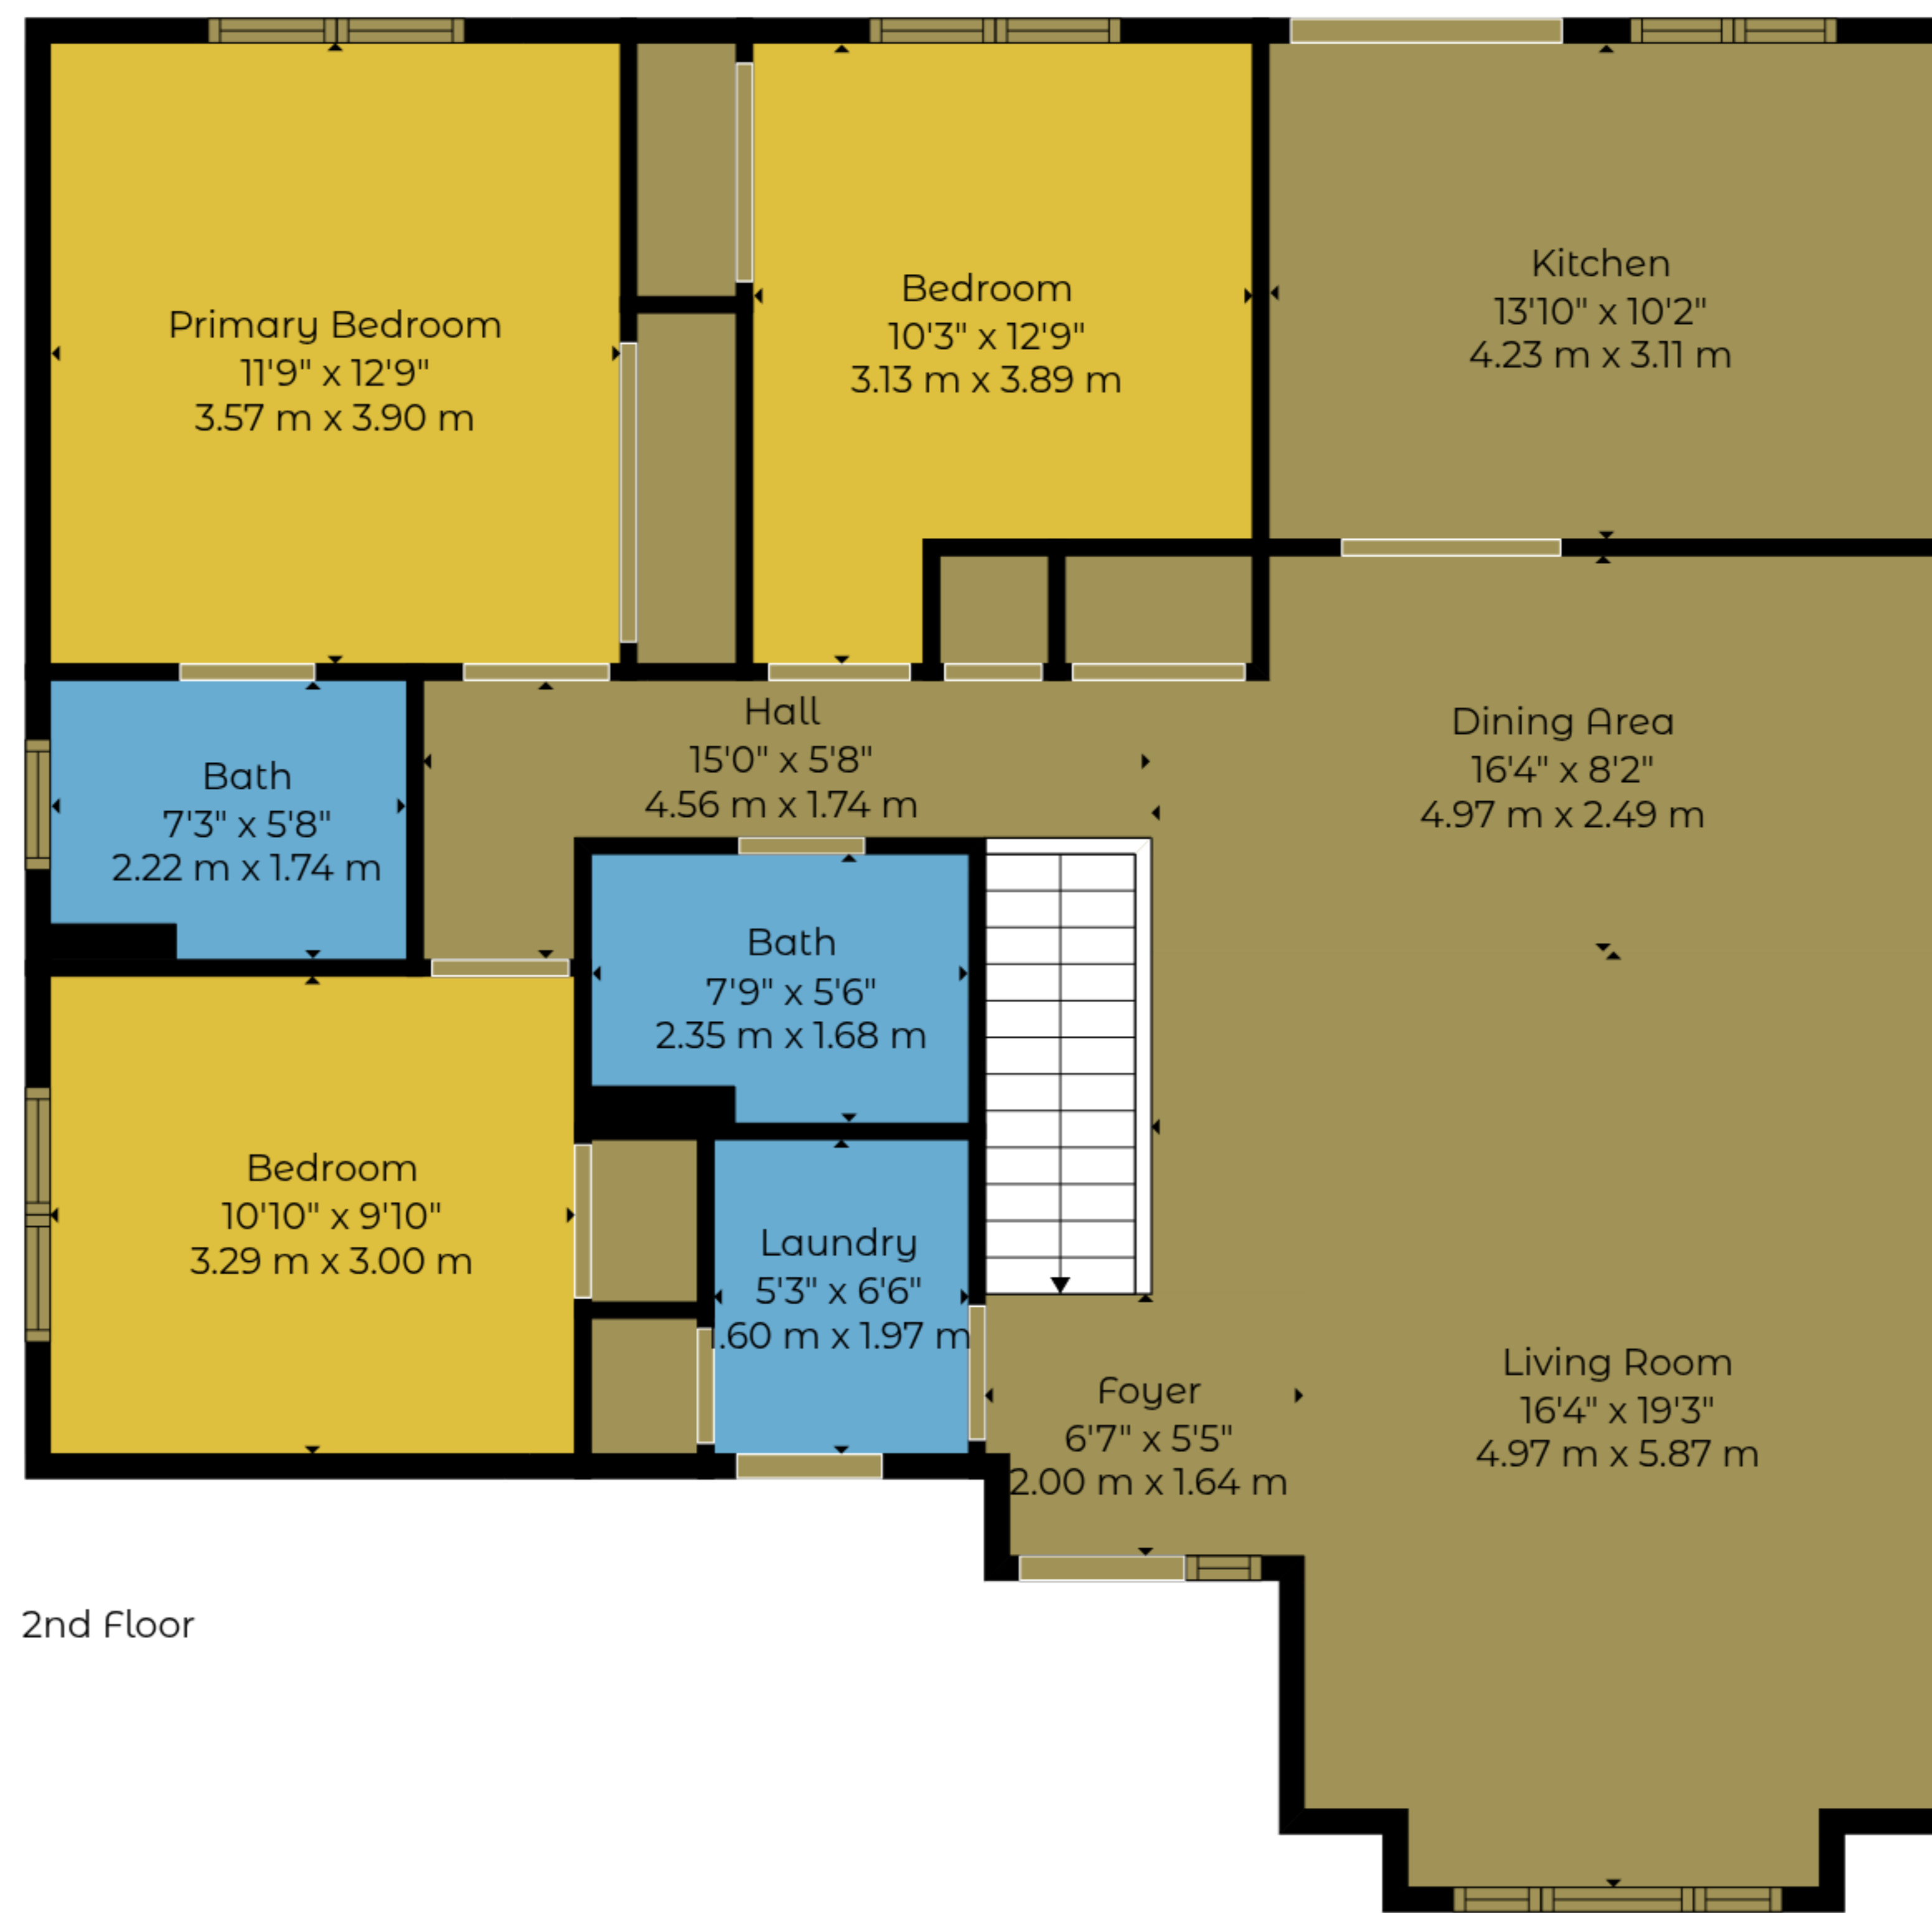 Primary Bedroom
11'9" x 12'9"
3.57 m x 3.90 m
Bedroom
10'3" x 12'9"
3.13 m x 3.89 m
Kitchen
13'10" x 10'2"
4.23 m x 3.11 m
Hall
15'0" x 5'8"
4.56 m x 1.74 m
Dining Area
16'4" x 8'2"
4.97 m x 2.49 m
Bath
7'3" x 5'8"
2.22 m x 1.74 m
Bath
7'9" x 5'6"
2.35 m x 1.68 m
Bedroom
10'10" x 9'10"
3.29 m x 3.00 m
Laundry
5'3" x 6'6"
1.60 m x 1.97 m
Foyer
6'7" x 5'5"
2.00 m x 1.64 m
Living Room
16'4" x 19'3"
4.97 m x 5.87 m
2nd Floor